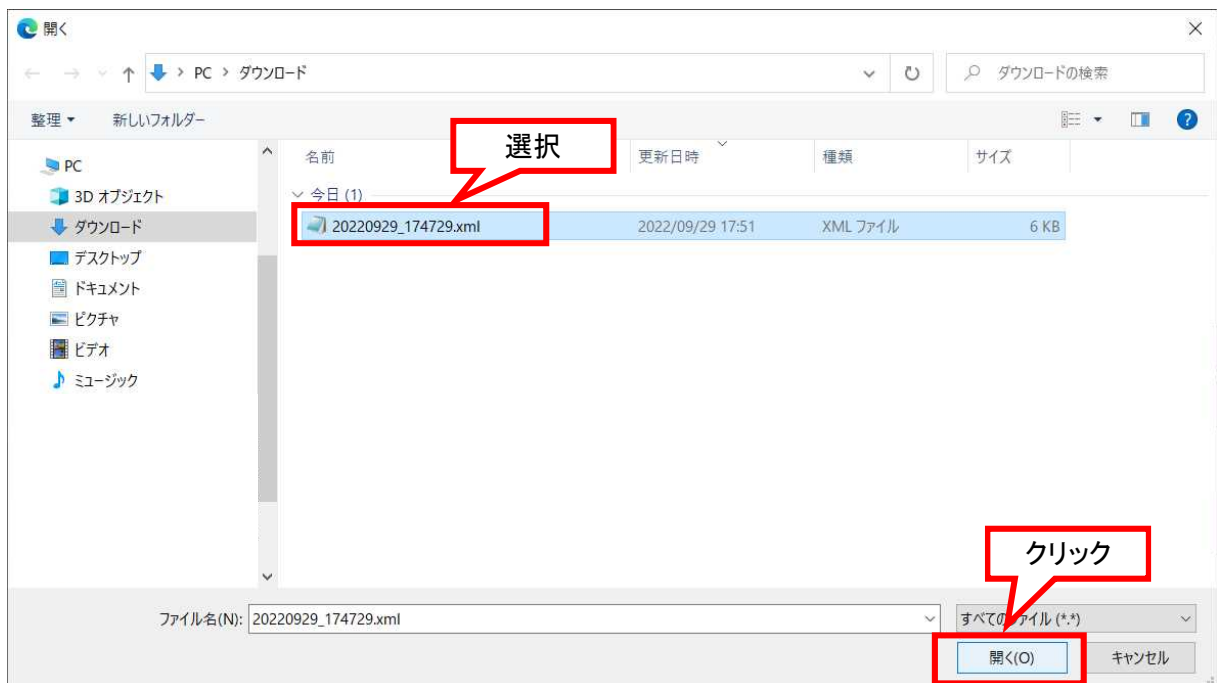 開く
PC > ダウンロード
ダウンロードの検索
整理 新しいフォルダー
選択
名前 更新日時 種類 サイズ
PC
3D オブジェクト
ダウンロード
デスクトップ
ドキュメント
ピクチャ
ビデオ
ミュージック
今日 (1)
20220929_174729.xml 2022/09/29 17:51 XML ファイル 6 KB
クリック
ファイル名(N): 20220929_174729.xml
すべてのファイル (*.*)
開く(O) キャンセル